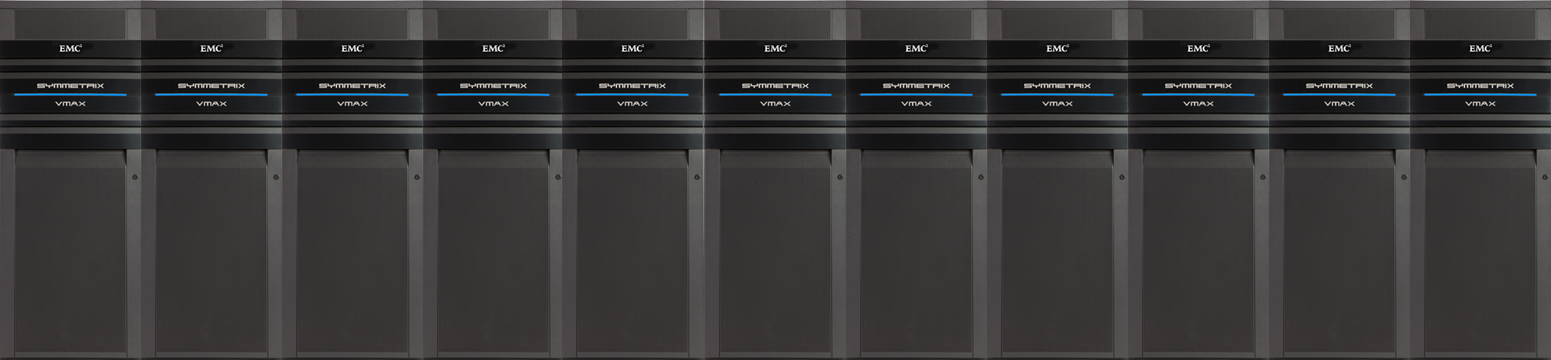 EMC² EMC² EMC² EMC² EMC² EMC² EMC² EMC² EMC² EMC² EMC²
SYMMETRIX SYMMETRIX SYMMETRIX SYMMETRIX SYMMETRIX SYMMETRIX SYMMETRIX SYMMETRIX SYMMETRIX SYMMETRIX SYMMETRIX
VMAX VMAX VMAX VMAX VMAX VMAX VMAX VMAX VMAX VMAX VMAX